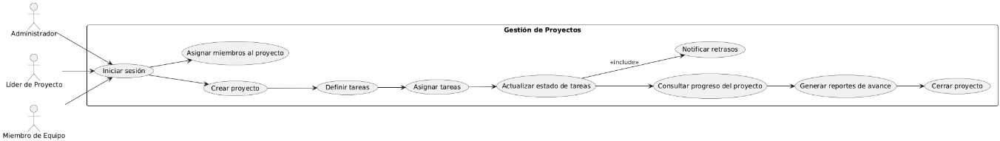 Administrador
Líder de Proyecto
Miembro de Equipo
Gestión de Proyectos
Iniciar sesión
Asignar miembros al proyecto
Crear proyecto
Definir tareas
Asignar tareas
Actualizar estado de tareas
«include»
Notificar retrasos
Consultar progreso del proyecto
Generar reportes de avance
Cerrar proyecto